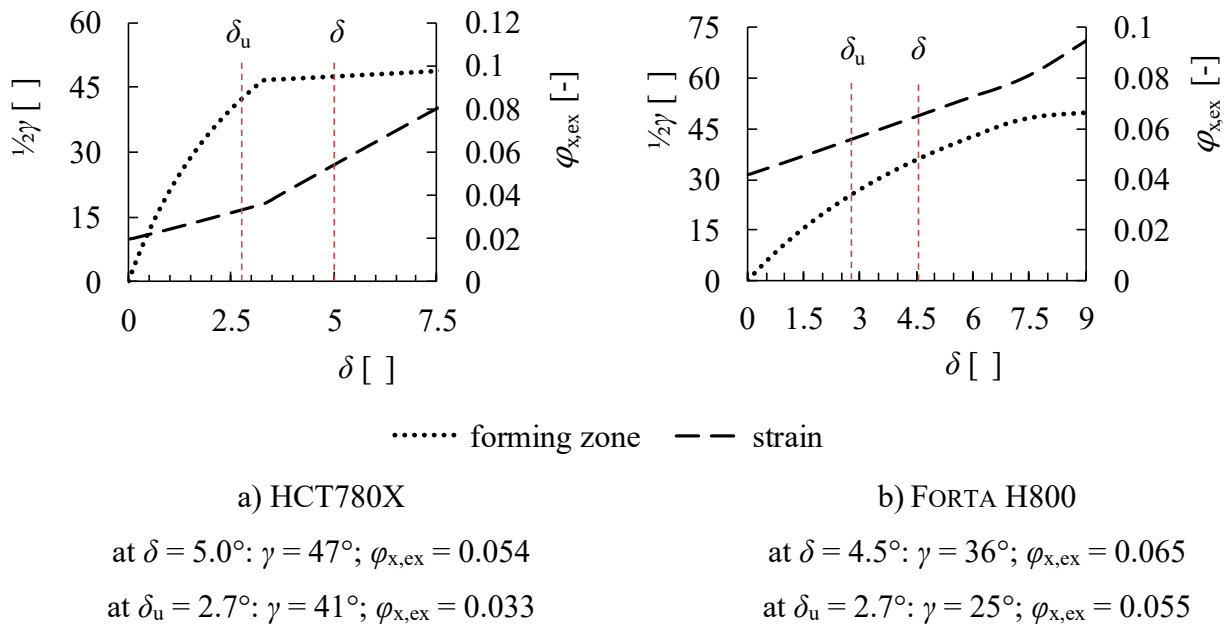 60
45
30
15
0
½γ [ ]
0.12
0.1
0.08
0.06
0.04
0.02
0
φx,ex [-]
δu
δ
0
2.5
5
7.5
δ [ ]
75
60
45
30
15
0
½γ [ ]
0.1
0.08
0.06
0.04
0.02
0
φx,ex [-]
δu
δ
0
1.5
3
4.5
6
7.5
9
δ [ ]
forming zone
strain
a) HCT780X
at δ = 5.0°: γ = 47°; φx,ex = 0.054
at δu = 2.7°: γ = 41°; φx,ex = 0.033
b) FORTA H800
at δ = 4.5°: γ = 36°; φx,ex = 0.065
at δu = 2.7°: γ = 25°; φx,ex = 0.055